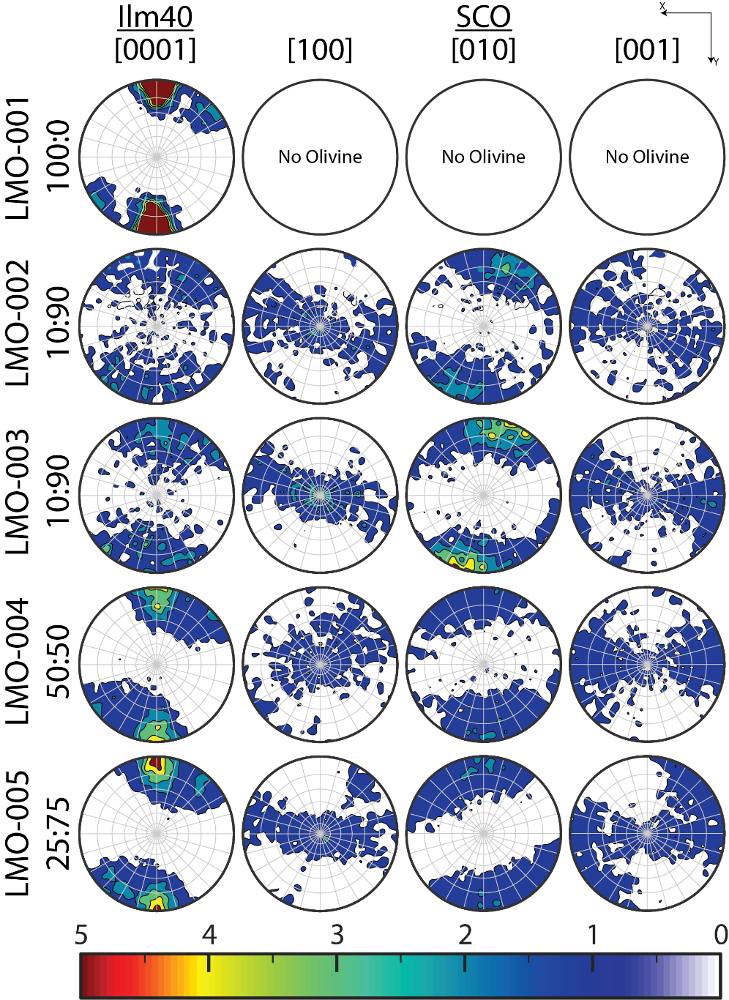 Ilm40 SCO
[0001] [100] [010] [001]
X
Y
LMO-001
100:0
No Olivine No Olivine No Olivine
LMO-002
10:90
LMO-003
10:90
LMO-004
50:50
LMO-005
25:75
5 4 3 2 1 0